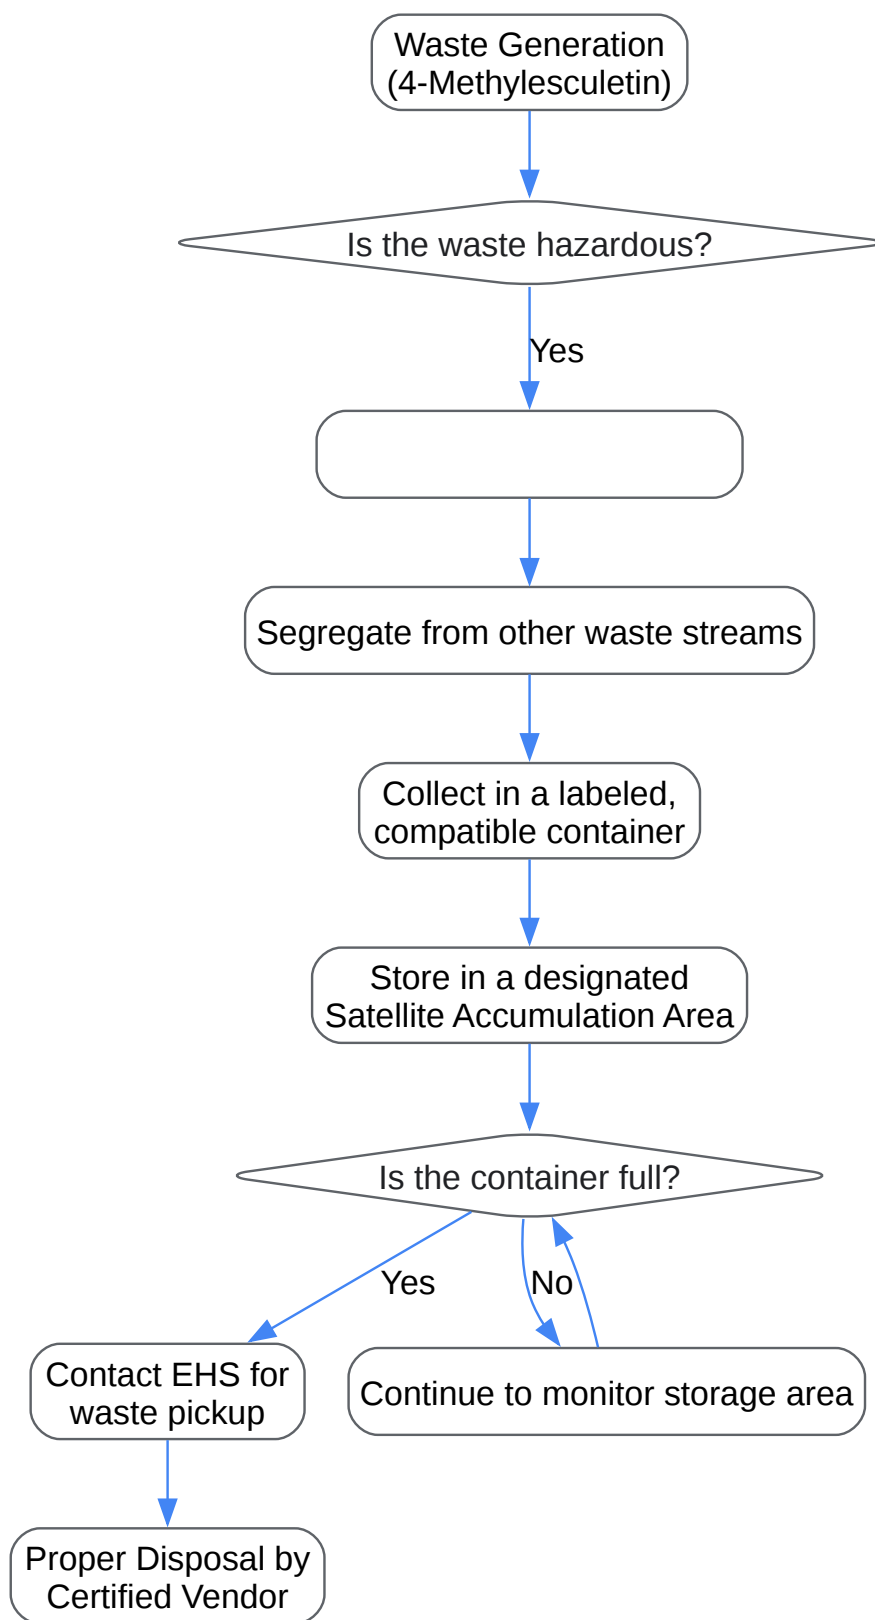 Waste Generation
(4-Methylesculetin)
Is the waste hazardous?
Yes
Segregate from other waste streams
Collect in a labeled,
compatible container
Store in a designated
Satellite Accumulation Area
Is the container full?
Yes
No
Contact EHS for
waste pickup
Continue to monitor storage area
Proper Disposal by
Certified Vendor